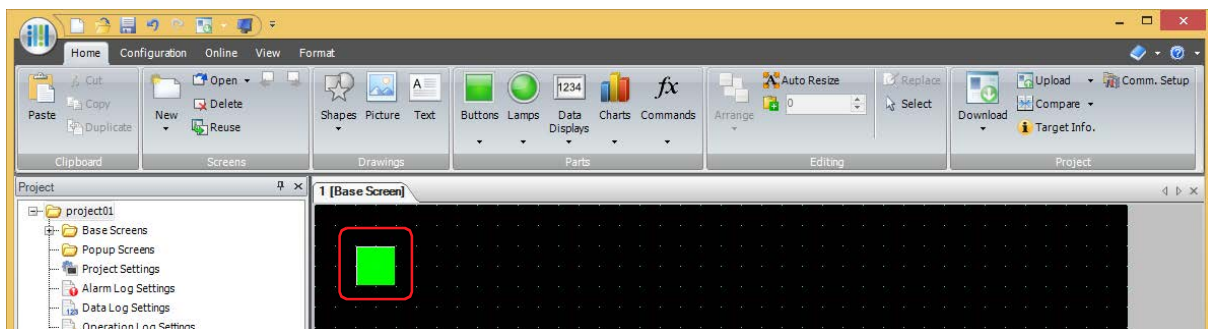 Home Configuration Online View Format
Cut Open Auto Resize Replace Upload Comm. Setup
Copy Delete 0 Select Compare
Paste Duplicate New Reuse Shapes Picture Text Buttons Lamps Data Displays Charts Commands Arrange Download Target Info.
1234
fx
A
Clipboard Screens Drawings Parts Editing Project
Project
1 [Base Screen]
project01
Base Screens
Popup Screens
Project Settings
Alarm Log Settings
Data Log Settings
Operation Log Settings